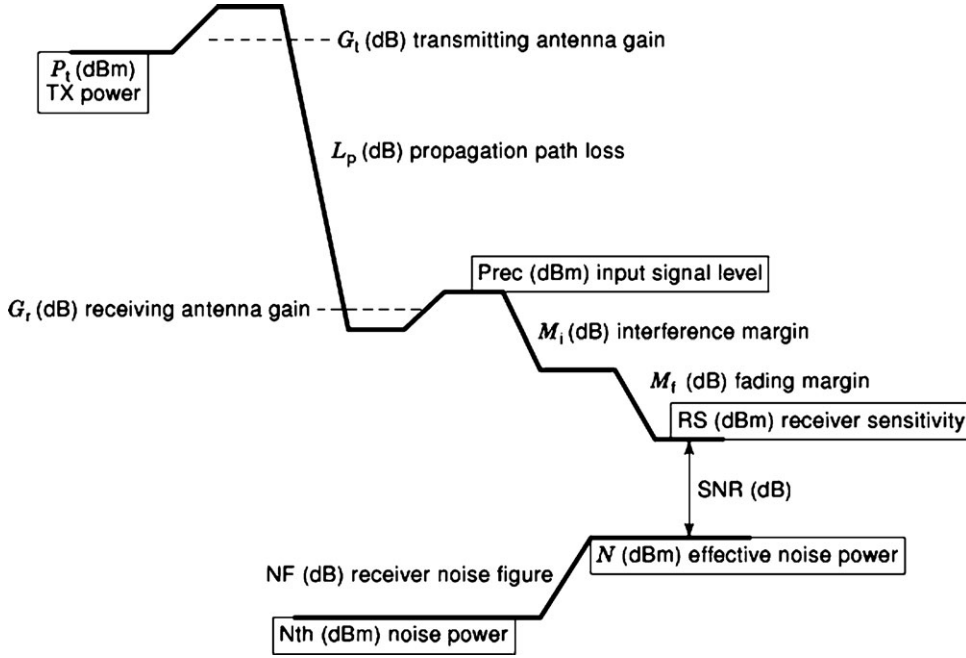 G_t (dB) transmitting antenna gain
P_t (dBm)
TX power
L_p (dB) propagation path loss
Prec (dBm) input signal level
G_r (dB) receiving antenna gain
M_i (dB) interference margin
M_f (dB) fading margin
RS (dBm) receiver sensitivity
SNR (dB)
N (dBm) effective noise power
NF (dB) receiver noise figure
Nth (dBm) noise power